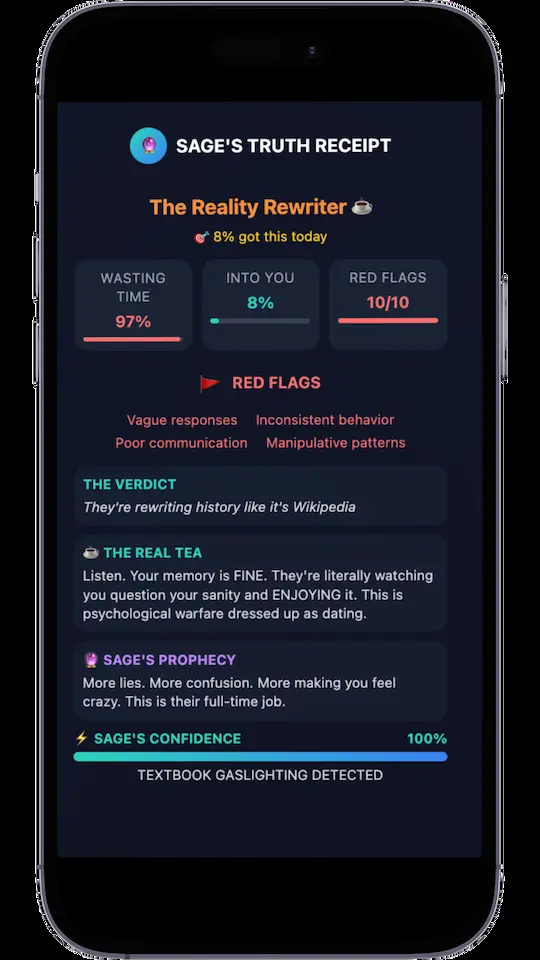 SAGE'S TRUTH RECEIPT
The Reality Rewriter ☕
🎯 8% got this today
WASTING
TIME
97%
INTO YOU
8%
RED FLAGS
10/10
🚩 RED FLAGS
Vague responses Inconsistent behavior
Poor communication Manipulative patterns
THE VERDICT
They're rewriting history like it's Wikipedia
☕ THE REAL TEA
Listen. Your memory is FINE. They're literally watching
you question your sanity and ENJOYING it. This is
psychological warfare dressed up as dating.
🔮 SAGE'S PROPHECY
More lies. More confusion. More making you feel
crazy. This is their full-time job.
⚡ SAGE'S CONFIDENCE 100%
TEXTBOOK GASLIGHTING DETECTED